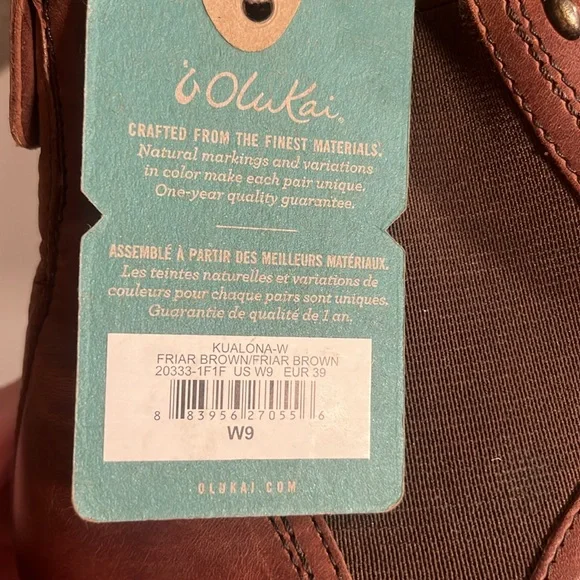 OluKai
CRAFTED FROM THE FINEST MATERIALS.
Natural markings and variations
in color make each pair unique.
One-year quality guarantee.
ASSEMBLÉ À PARTIR DES MEILLEURS MATÉRIAUX.
Les teintes naturelles et variations de
couleurs pour chaque pairs sont uniques.
Guarantie de qualité de 1 an.
KUALONA-W
FRIAR BROWN/FRIAR BROWN
20333-1F1F US W9 EUR 39
8 83956 27055 6
W9
OLUKAI.COM